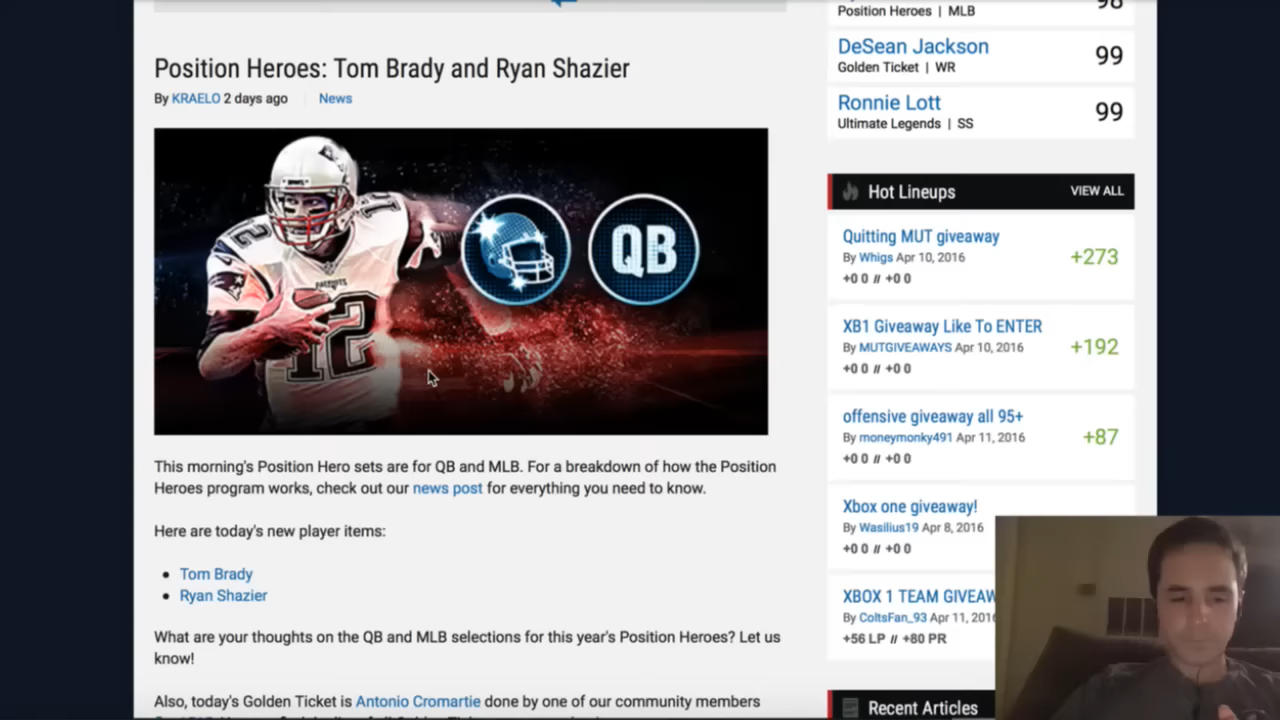 Position Heroes: Tom Brady and Ryan Shazier
By KRAELO 2 days ago
News
12
12
PATRIOTS
12
QB
This morning's Position Hero sets are for QB and MLB. For a breakdown of how the Position
Heroes program works, check out our news post for everything you need to know.
Here are today's new player items:
Tom Brady
Ryan Shazier
What are your thoughts on the QB and MLB selections for this year's Position Heroes? Let us
know!
Also, today's Golden Ticket is Antonio Cromartie done by one of our community members
Position Heroes | MLB
98
DeSean Jackson
Golden Ticket | WR
99
Ronnie Lott
Ultimate Legends | SS
99
Hot Lineups
VIEW ALL
Quitting MUT giveaway
By Whigs Apr 10, 2016
+0 0 // +0 0
+273
XB1 Giveaway Like To ENTER
By MUTGIVEAWAYS Apr 10, 2016
+0 0 // +0 0
+192
offensive giveaway all 95+
By moneymonky491 Apr 11, 2016
+0 0 // +0 0
+87
Xbox one giveaway!
By Wasilius19 Apr 8, 2016
+0 0 // +0 0
XBOX 1 TEAM GIVEAW
By ColtsFan_93 Apr 11, 2016
+56 LP // +80 PR
Recent Articles